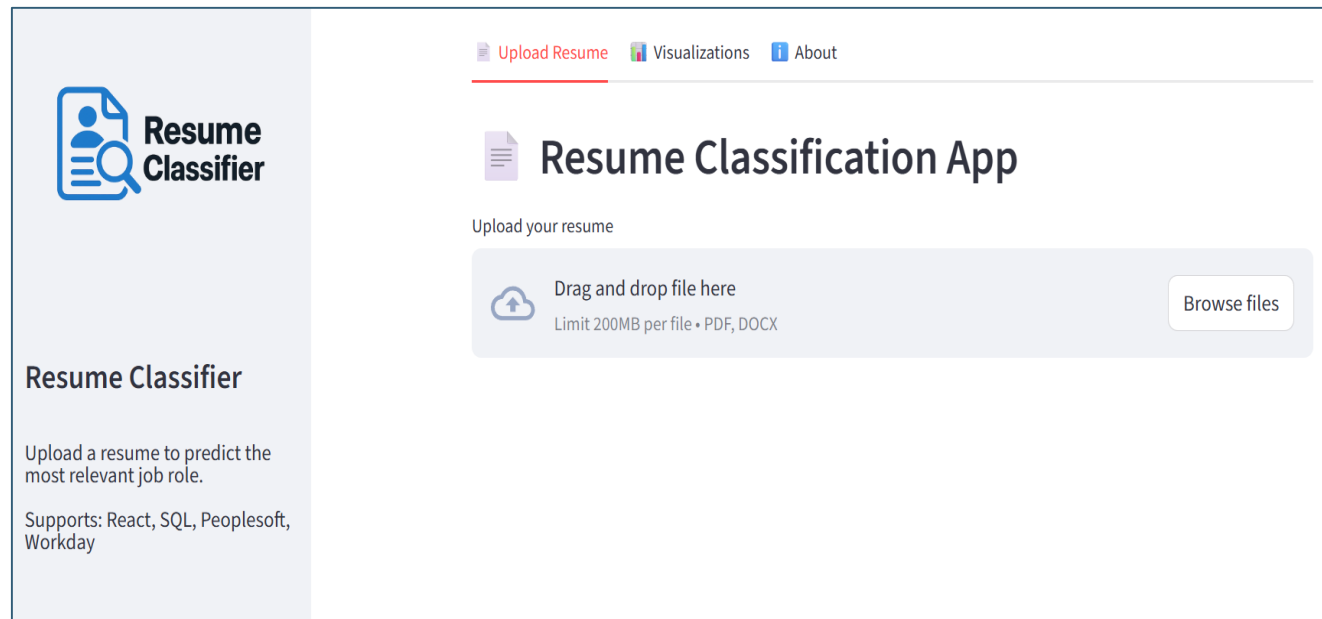 Resume
Classifier
Resume Classifier
Upload a resume to predict the
most relevant job role.
Supports: React, SQL, Peoplesoft,
Workday
Upload Resume Visualizations About
Resume Classification App
Upload your resume
Drag and drop file here
Limit 200MB per file • PDF, DOCX
Browse files